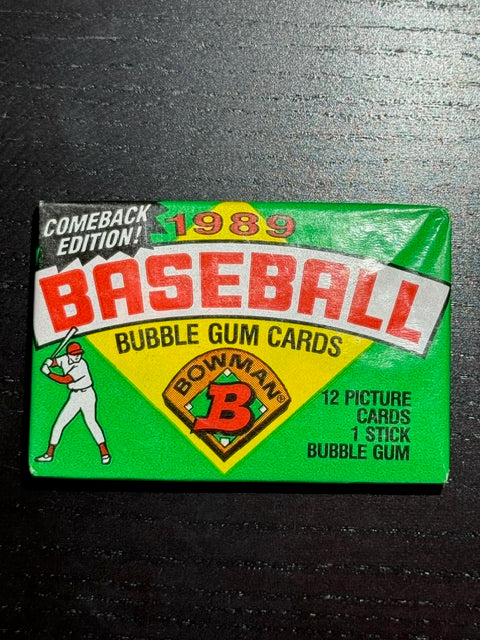 COMEBACK
EDITION!
1989
BASEBALL
BUBBLE GUM CARDS
BOWMAN®
B
12 PICTURE
CARDS
1 STICK
BUBBLE GUM